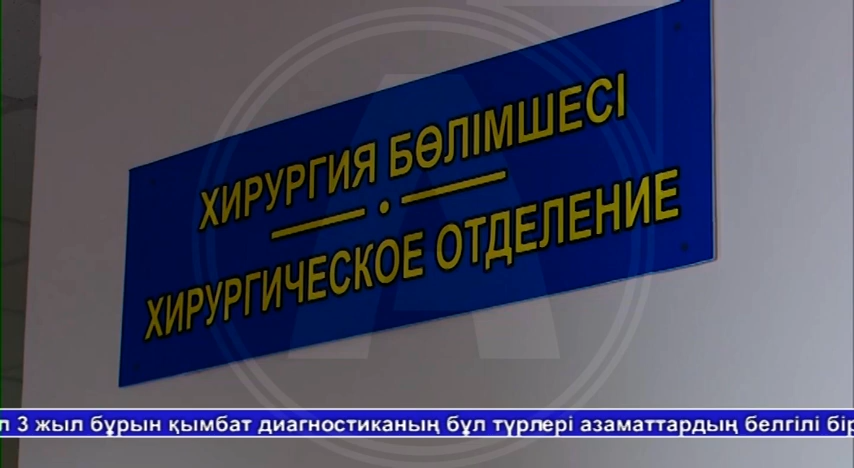 ХИРУРГИЯ БӨЛІМШЕСІ
ХИРУРГИЧЕСКОЕ ОТДЕЛЕНИЕ
3 жыл бұрын қымбат диагностиканың бұл түрлері азаматтардың белгілі бір